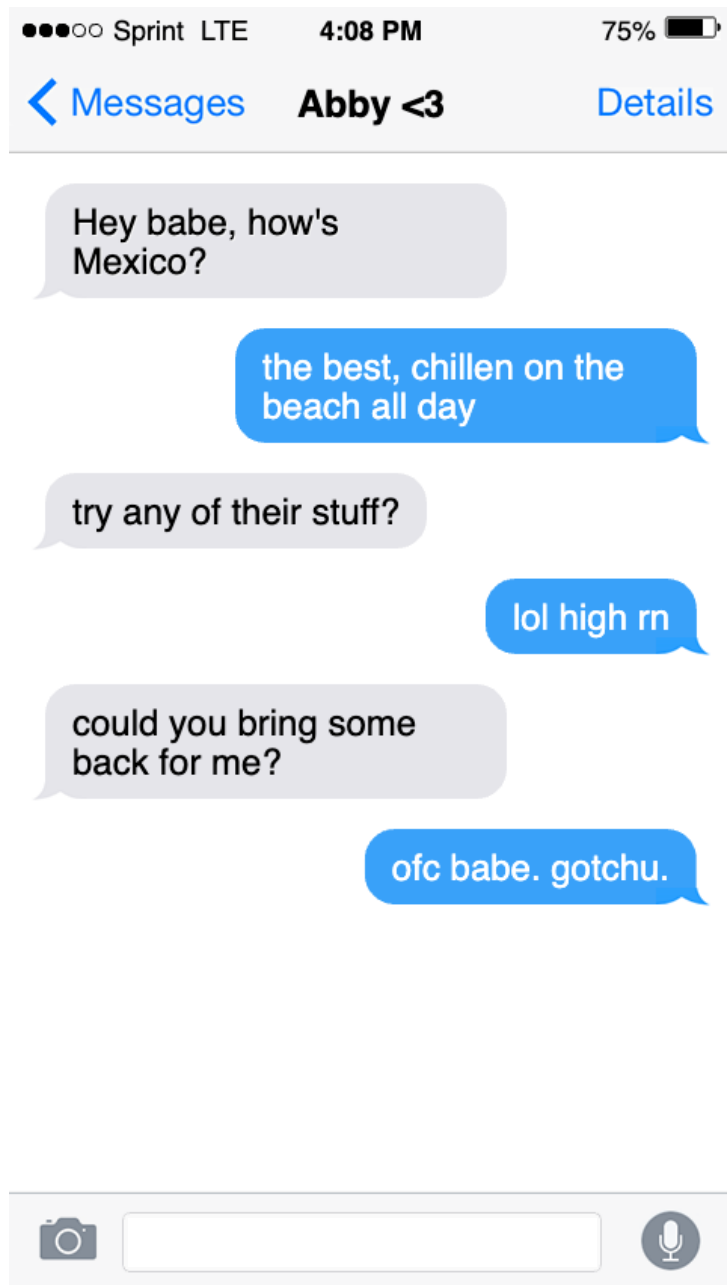 Sprint LTE 4:08 PM 75%
Messages Abby <3 Details
Hey babe, how's
Mexico?
the best, chillen on the
beach all day
try any of their stuff?
lol high rn
could you bring some
back for me?
ofc babe. gotchu.